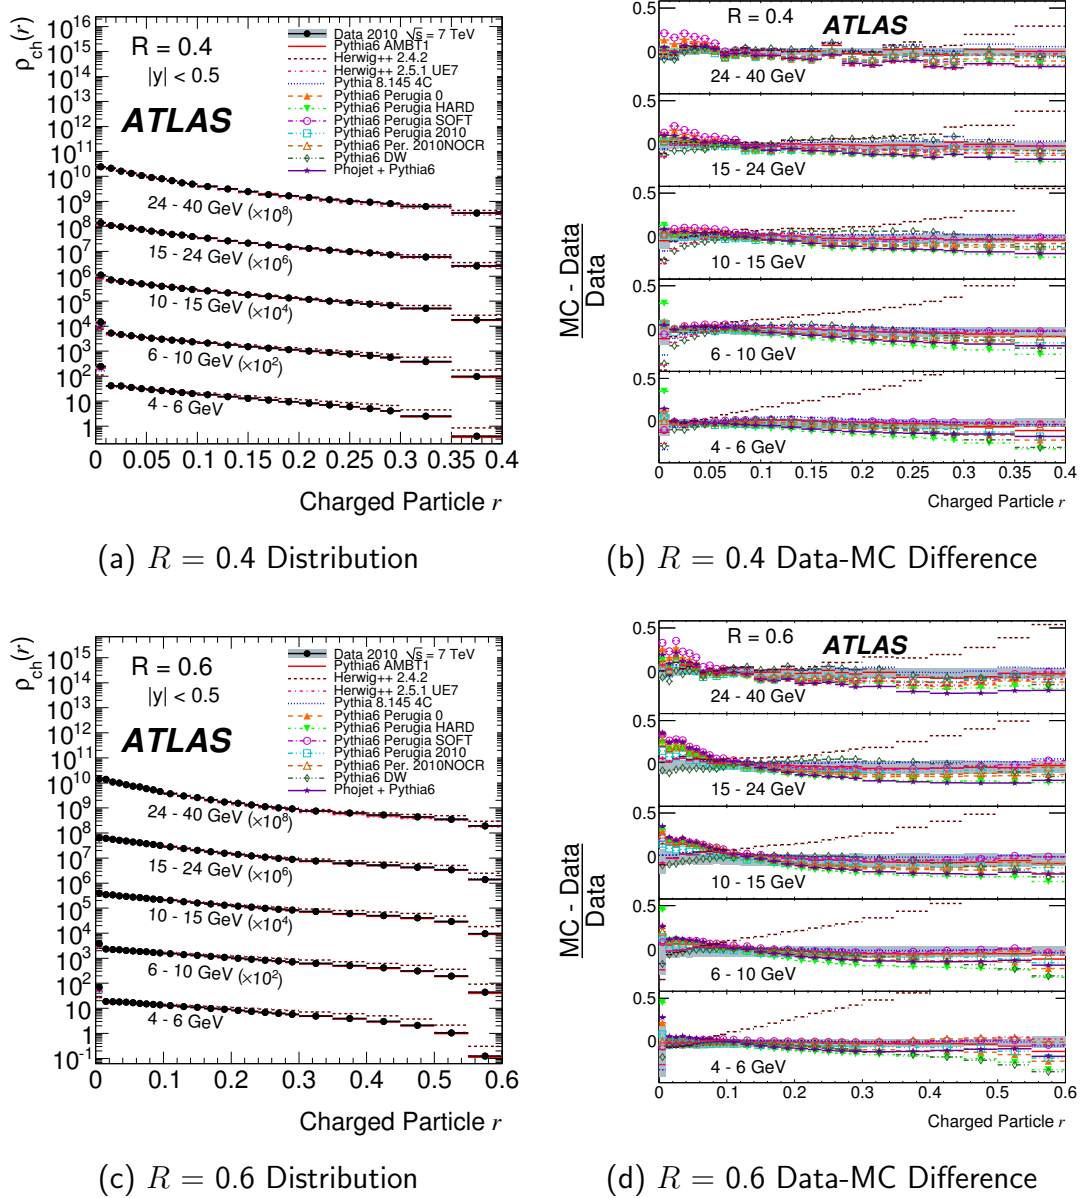 ρch(r)
R = 0.4
|y| < 0.5
ATLAS
Data 2010 √s = 7 TeV
Pythia6 AMBT1
Herwig++ 2.4.2
Herwig++ 2.5.1 UE7
Pythia 8.145 4C
Pythia6 Perugia 0
Pythia6 Perugia HARD
Pythia6 Perugia SOFT
Pythia6 Perugia 2010
Pythia6 Per. 2010NOCR
Pythia6 DW
Phojet + Pythia6
10^16
10^15
10^14
10^13
10^12
10^11
10^10
10^9
10^8
10^7
10^6
10^5
10^4
10^3
10^2
10
1
24 - 40 GeV (×10^8)
15 - 24 GeV (×10^6)
10 - 15 GeV (×10^4)
6 - 10 GeV (×10^2)
4 - 6 GeV
0 0.05 0.1 0.15 0.2 0.25 0.3 0.35 0.4
Charged Particle r
(a) R = 0.4 Distribution
MC - Data
Data
R = 0.4
ATLAS
0.5
0
24 - 40 GeV
0.5
0
15 - 24 GeV
0.5
0
10 - 15 GeV
0.5
0
6 - 10 GeV
0.5
0
4 - 6 GeV
0 0.05 0.1 0.15 0.2 0.25 0.3 0.35 0.4
Charged Particle r
(b) R = 0.4 Data-MC Difference
ρch(r)
R = 0.6
|y| < 0.5
ATLAS
Data 2010 √s = 7 TeV
Pythia6 AMBT1
Herwig++ 2.4.2
Herwig++ 2.5.1 UE7
Pythia 8.145 4C
Pythia6 Perugia 0
Pythia6 Perugia HARD
Pythia6 Perugia SOFT
Pythia6 Perugia 2010
Pythia6 Per. 2010NOCR
Pythia6 DW
Phojet + Pythia6
10^15
10^14
10^13
10^12
10^11
10^10
10^9
10^8
10^7
10^6
10^5
10^4
10^3
10^2
10
1
10^-1
24 - 40 GeV (×10^8)
15 - 24 GeV (×10^6)
10 - 15 GeV (×10^4)
6 - 10 GeV (×10^2)
4 - 6 GeV
0 0.1 0.2 0.3 0.4 0.5 0.6
Charged Particle r
(c) R = 0.6 Distribution
MC - Data
Data
R = 0.6
ATLAS
0.5
0
24 - 40 GeV
0.5
0
15 - 24 GeV
0.5
0
10 - 15 GeV
0.5
0
6 - 10 GeV
0.5
0
4 - 6 GeV
0 0.1 0.2 0.3 0.4 0.5 0.6
Charged Particle r
(d) R = 0.6 Data-MC Difference